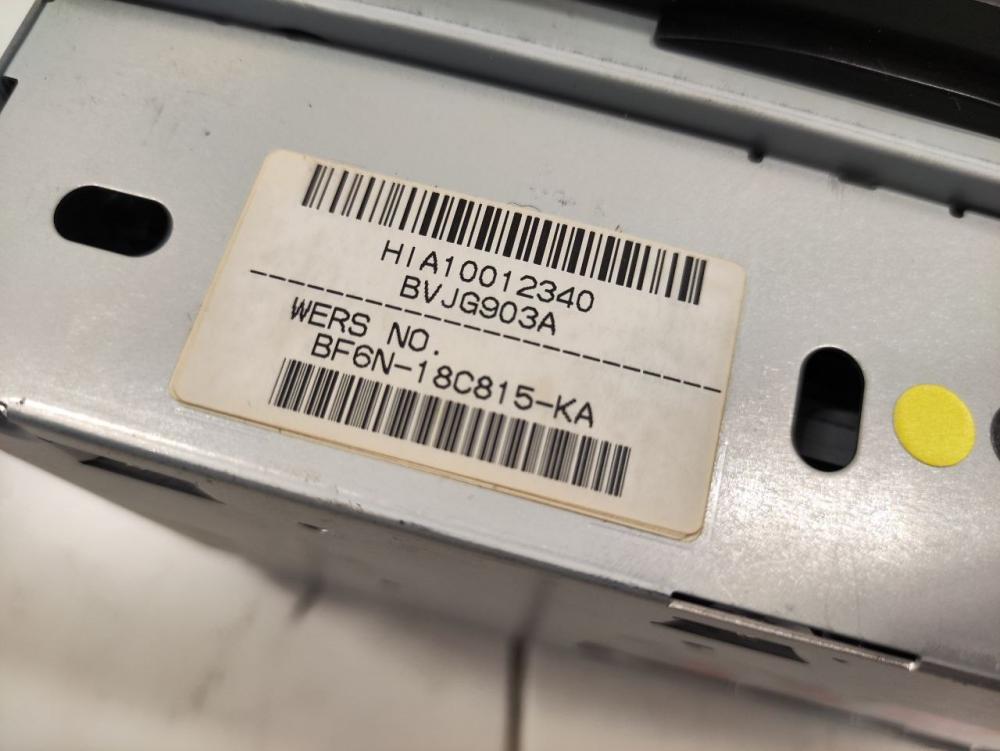 HIA10012340
BVJG903A
WERS NO.
BF6N-18C815-KA